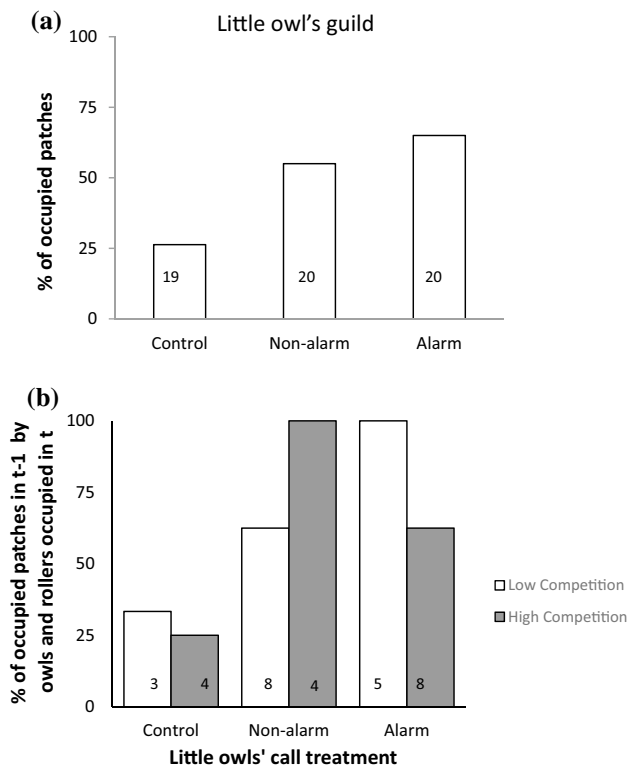 (a)
Little owl's guild
% of occupied patches
100
75
50
25
0
19
20
20
Control
Non-alarm
Alarm
(b)
% of occupied patches in t-1 by
owls and rollers occupied in t
100
75
50
25
0
3
4
8
4
5
8
Low Competition
High Competition
Control
Non-alarm
Alarm
Little owls' call treatment